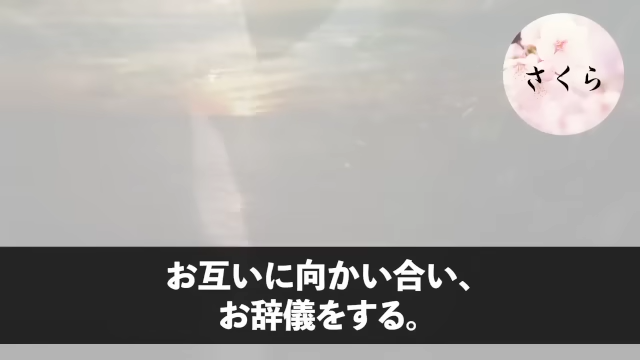 さくら
お互いに向かい合い、
お辞儀をする。